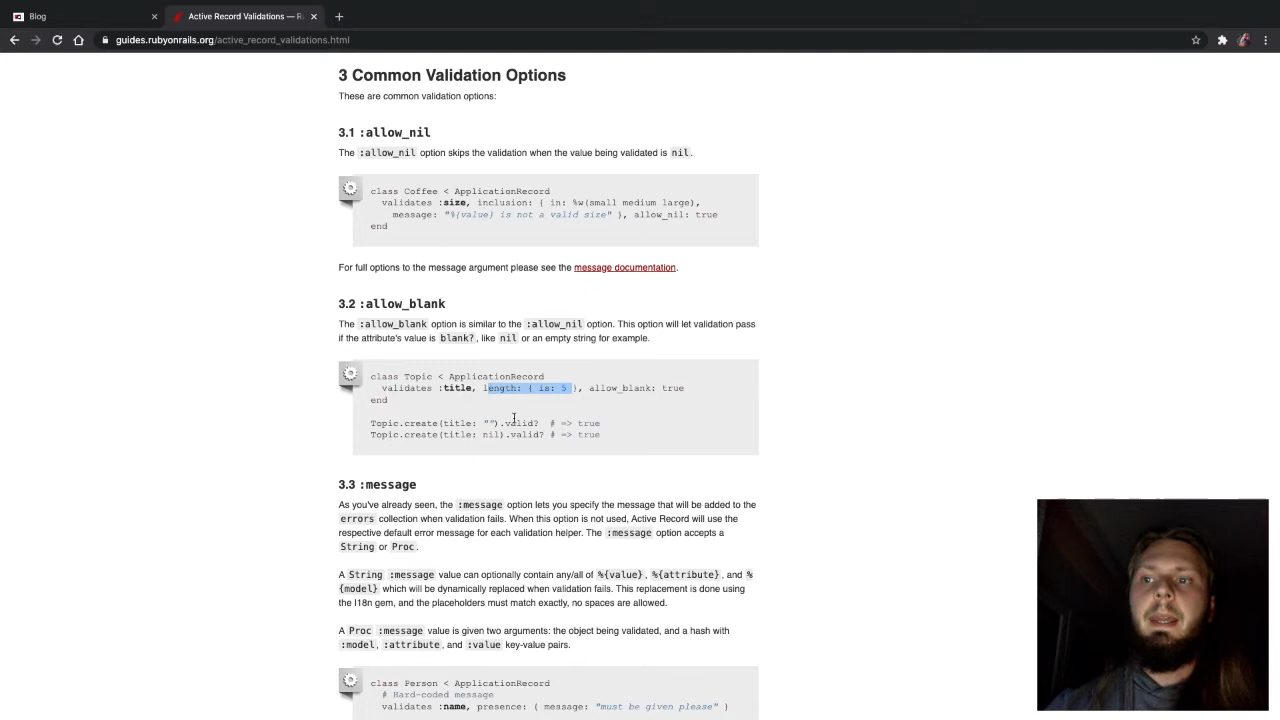 Blog
Active Record Validations — R
guides.rubyonrails.org/active_record_validations.html
3 Common Validation Options
These are common validation options:
3.1 :allow_nil
The :allow_nil option skips the validation when the value being validated is nil.
class Coffee < ApplicationRecord
validates :size, inclusion: { in: %w(small medium large),
message: "%{value} is not a valid size" }, allow_nil: true
end
For full options to the message argument please see the message documentation.
3.2 :allow_blank
The :allow_blank option is similar to the :allow_nil option. This option will let validation pass
if the attribute's value is blank?, like nil or an empty string for example.
class Topic < ApplicationRecord
validates :title, length: { is: 5 }, allow_blank: true
end
Topic.create(title: "").valid? # => true
Topic.create(title: nil).valid? # => true
3.3 :message
As you've already seen, the :message option lets you specify the message that will be added to the
errors collection when validation fails. When this option is not used, Active Record will use the
respective default error message for each validation helper. The :message option accepts a
String or Proc.
A String :message value can optionally contain any/all of %{value}, %{attribute}, and %
{model} which will be dynamically replaced when validation fails. This replacement is done using
the I18n gem, and the placeholders must match exactly, no spaces are allowed.
A Proc :message value is given two arguments: the object being validated, and a hash with
:model, :attribute, and :value key-value pairs.
class Person < ApplicationRecord
# Hard-coded message
validates :name, presence: { message: "must be given please" }